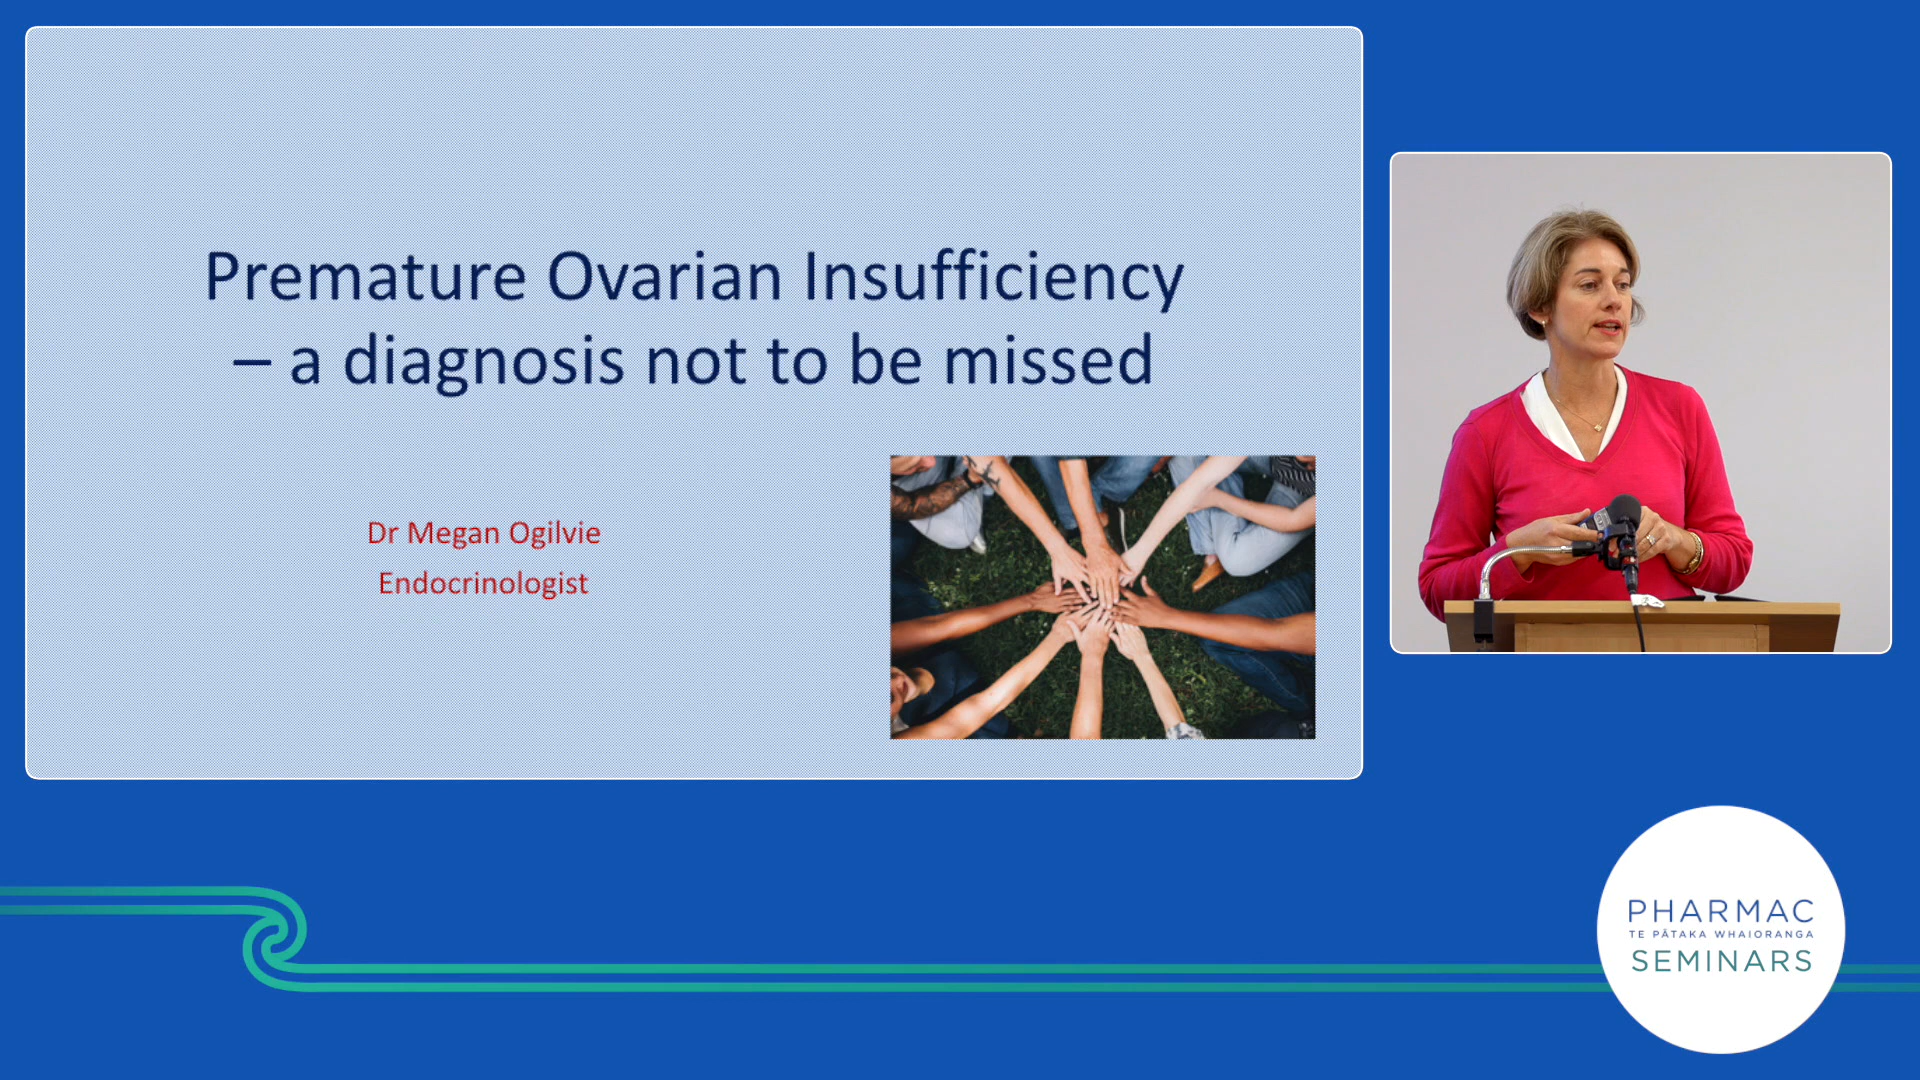 Premature Ovarian Insufficiency
– a diagnosis not to be missed
Dr Megan Ogilvie
Endocrinologist
PHARMAC
TE PĀTAKA WHAIORANGA
SEMINARS